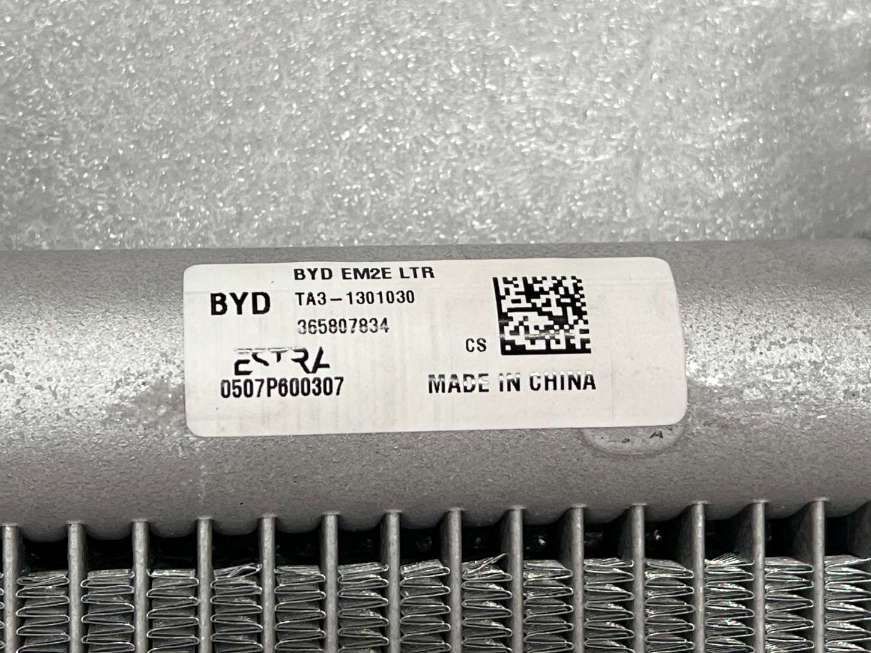 BYD EM2E LTR
BYD
TA3-1301030
365807834
CS
ESTRA
0507P600307
MADE IN CHINA